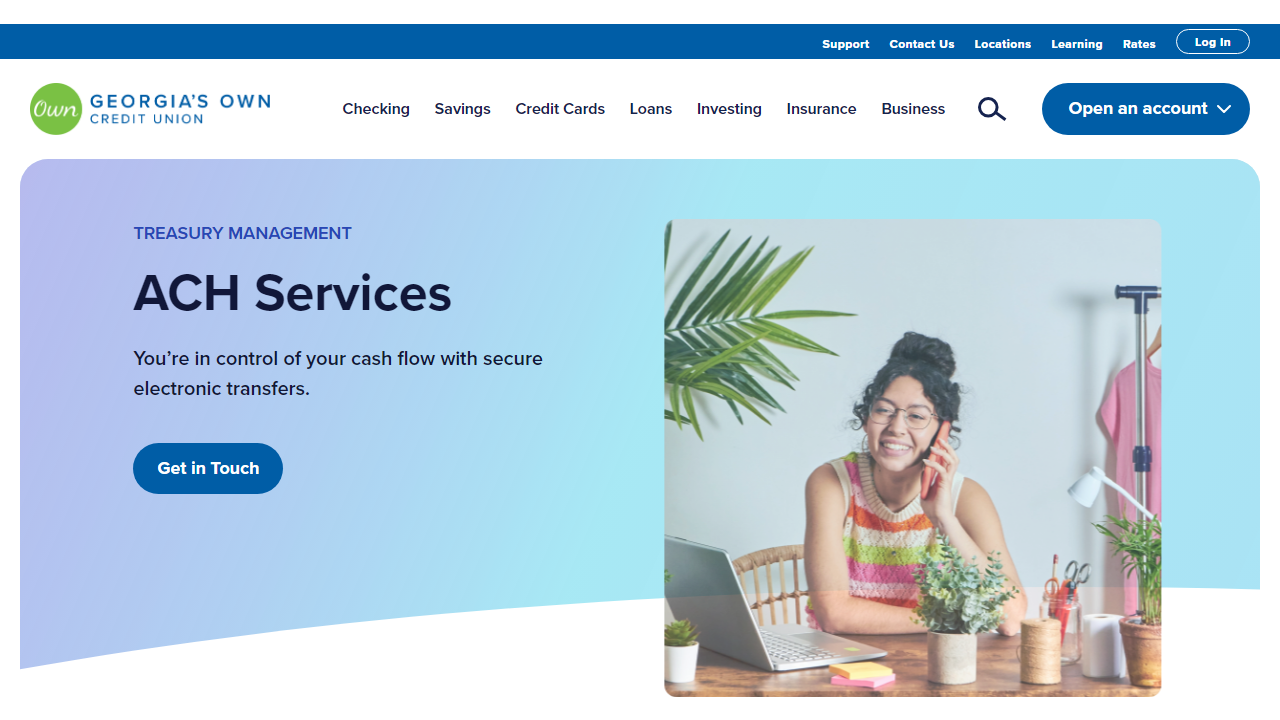 Support Contact Us Locations Learning Rates Log In
Own GEORGIA'S OWN
CREDIT UNION
Checking Savings Credit Cards Loans Investing Insurance Business Open an account
TREASURY MANAGEMENT
ACH Services
You're in control of your cash flow with secure
electronic transfers.
Get in Touch